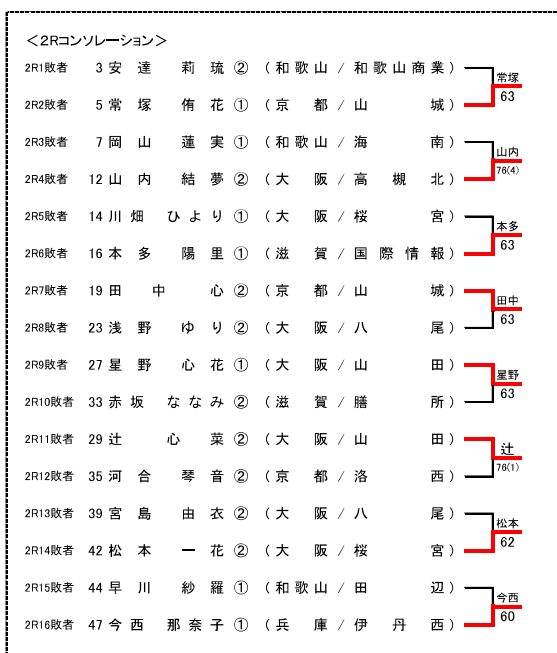 ＜2Rコンソレーション＞
2R1敗者 3 安達 莉琉 ② （和歌山 / 和歌山商業）
常塚
63
2R2敗者 5 常塚 侑花 ① （京都 / 山城）
2R3敗者 7 岡山 蓮実 ① （和歌山 / 海南）
山内
76(4)
2R4敗者 12 山内 結夢 ② （大阪 / 高槻北）
2R5敗者 14 川畑 ひより ① （大阪 / 桜宮）
本多
63
2R6敗者 16 本多 陽里 ① （滋賀 / 国際情報）
2R7敗者 19 田中 心 ② （京都 / 山城）
田中
63
2R8敗者 23 浅野 ゆり ② （大阪 / 八尾）
2R9敗者 27 星野 心花 ① （大阪 / 山田）
星野
63
2R10敗者 33 赤坂 ななみ ② （滋賀 / 膳所）
2R11敗者 29 辻 心菜 ② （大阪 / 山田）
辻
76(1)
2R12敗者 35 河合 琴音 ② （京都 / 洛西）
2R13敗者 39 宮島 由衣 ② （大阪 / 八尾）
松本
62
2R14敗者 42 松本 一花 ② （大阪 / 桜宮）
2R15敗者 44 早川 紗羅 ① （和歌山 / 田辺）
今西
60
2R16敗者 47 今西 那奈子 ① （兵庫 / 伊丹西）